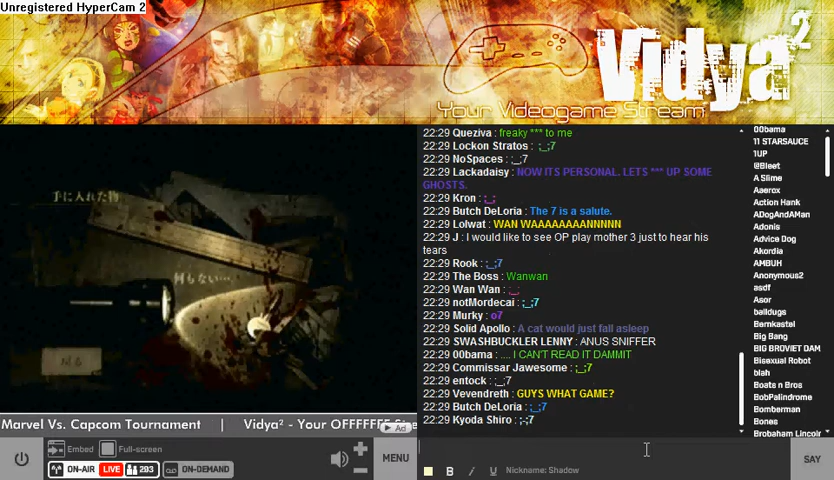 Unregistered HyperCam 2
Vidya²
Your Videogame Stream
手に入れた物
何もない…
戻る
22:29 Queziva : freaky *** to me
22:29 Lockon Stratos : ;_;7
22:29 NoSpaces : ;_;7
22:29 Lackadaisy : NOW ITS PERSONAL. LETS *** UP SOME
GHOSTS.
22:29 Kron : ;_;
22:29 Butch DeLoria : The 7 is a salute.
22:29 Lolwat : WAN WAAAAAAAANNNNN
22:29 J : I would like to see OP play mother 3 just to hear his
tears
22:29 Rook : ;_;7
22:29 The Boss : Wanwan
22:29 Wan Wan : ;_;
22:29 notMordecai : ;_;7
22:29 Murky : o7
22:29 Solid Apollo : A cat would just fall asleep
22:29 SWASHBUCKLER LENNY : ANUS SNIFFER
22:29 00bama : .... I CAN'T READ IT DAMMIT
22:29 Commissar Jawesome : ;_;7
22:29 entock : ;_;7
22:29 Vevendreth : GUYS WHAT GAME?
22:29 Butch DeLoria : ;_;7
22:29 Kyoda Shiro : ;-;7
00bama
11 STARSAUCE
1UP
@Bleet
A Slime
Aaerox
Action Hank
ADogAndAMan
Adonis
Advice Dog
Akordia
AMBUH
Anonymous2
asdf
Asor
balldugs
Bernkastel
Big Bang
BIG BROVIET DAM
Bisexual Robot
blah
Boats n Bros
BobPalindrome
Bomberman
Bones
Brobaham Lincoln
Marvel Vs. Capcom Tournament | Vidya² - Your OFFFFFFF
Ad
Embed
Full-screen
ON-AIR LIVE 293 ON-DEMAND
MENU
B I U Nickname: Shadow
SAY